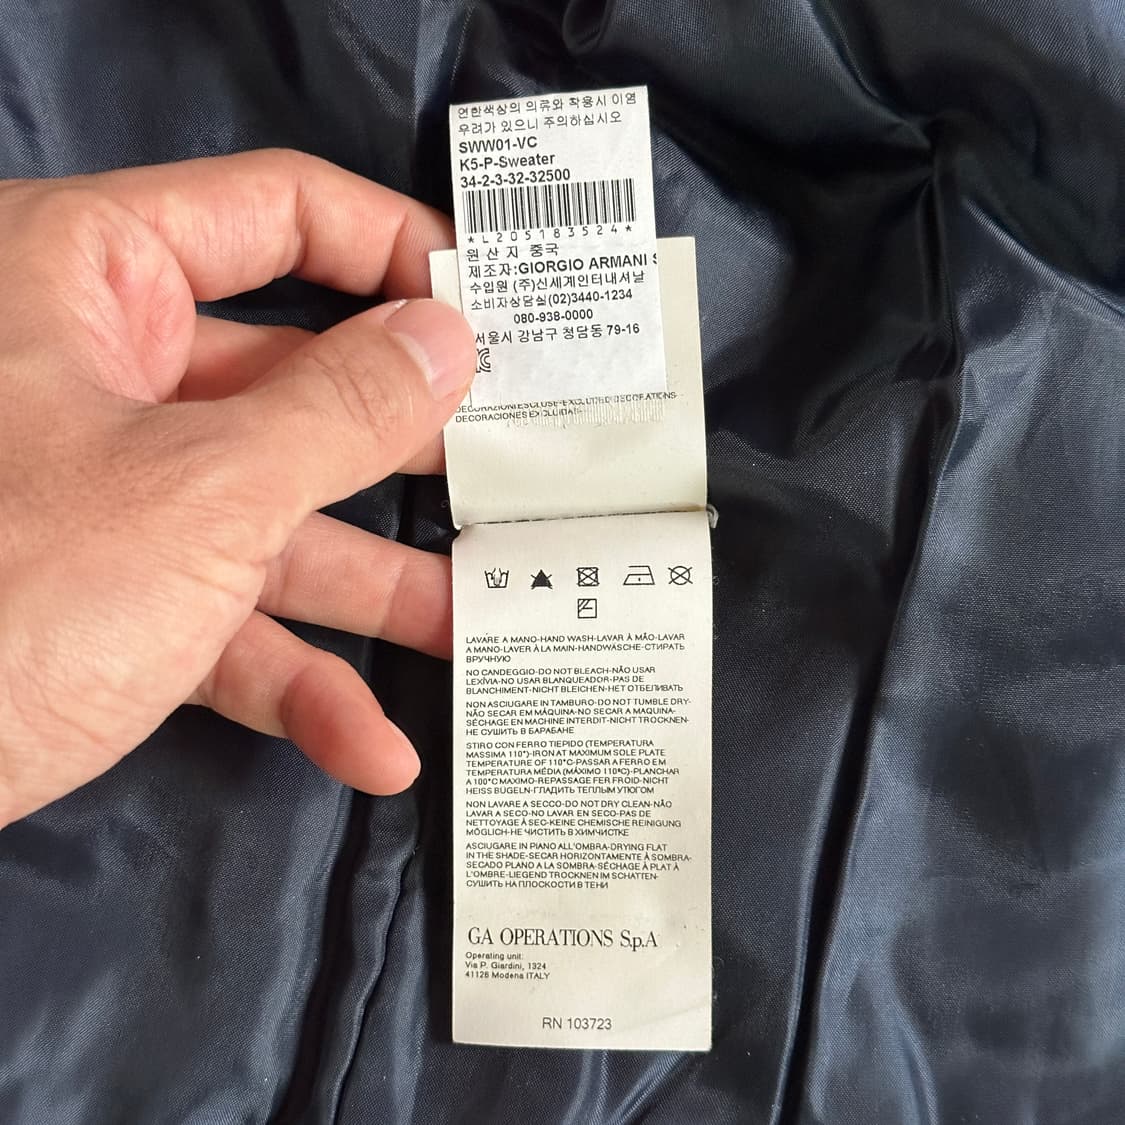 연한색상의 의류와 착용시 이염
우려가 있으니 주의하십시오
SWW01-VC
K5-P-Sweater
34-2-3-32-32500
*L205183524*
원산지 중국
제조자:GIORGIO ARMANI S
수입원 (주)신세계인터내셔날
소비자상담실(02)3440-1234
080-938-0000
서울시 강남구 청담동 79-16
DECORAZIONI ESCLUSE-EXCLUDED DECORATIONS-
DECORACIONES EXCLUIDAS-
LAVARE A MANO-HAND WASH-LAVAR À MÃO-LAVAR
A MANO-LAVER À LA MAIN-HANDWÄSCHE-СТИРАТЬ
ВРУЧНУЮ
NO CANDEGGIO-DO NOT BLEACH-NÃO USAR
LEXÍVIA-NO USAR BLANQUEADOR-PAS DE
BLANCHIMENT-NICHT BLEICHEN-НЕТ ОТБЕЛИВАТЬ
NON ASCIUGARE IN TAMBURO-DO NOT TUMBLE DRY-
NÃO SECAR EM MÁQUINA-NO SECAR A MAQUINA-
SÉCHAGE EN MACHINE INTERDIT-NICHT TROCKNEN-
НЕ СУШИТЬ В БАРАБАНЕ
STIRO CON FERRO TIEPIDO (TEMPERATURA
MASSIMA 110°)-IRON AT MAXIMUM SOLE PLATE
TEMPERATURE OF 110°C-PASSAR A FERRO EM
TEMPERATURA MÉDIA (MÁXIMO 110°C)-PLANCHAR
A 100°C MAXIMO-REPASSAGE FER FROID-NICHT
HEISS BÜGELN-ГЛАДИТЬ ТЕПЛЫМ УТЮГОМ
NON LAVARE A SECCO-DO NOT DRY CLEAN-NÃO
LAVAR A SECO-NO LAVAR EN SECO-PAS DE
NETTOYAGE À SEC-KEINE CHEMISCHE REINIGUNG
MÖGLICH-НЕ ЧИСТИТЬ В ХИМЧИСТКЕ
ASCIUGARE IN PIANO ALL'OMBRA-DRYING FLAT
IN THE SHADE-SECAR HORIZONTAMENTE À SOMBRA-
SECADO PLANO A LA SOMBRA-SÉCHAGE À PLAT À
L'OMBRE-LIEGEND TROCKNEN IM SCHATTEN-
СУШИТЬ НА ПЛОСКОСТИ В ТЕНИ
GA OPERATIONS S.p.A
Operating unit:
Via P. Giardini, 1324
41126 Modena ITALY
RN 103723